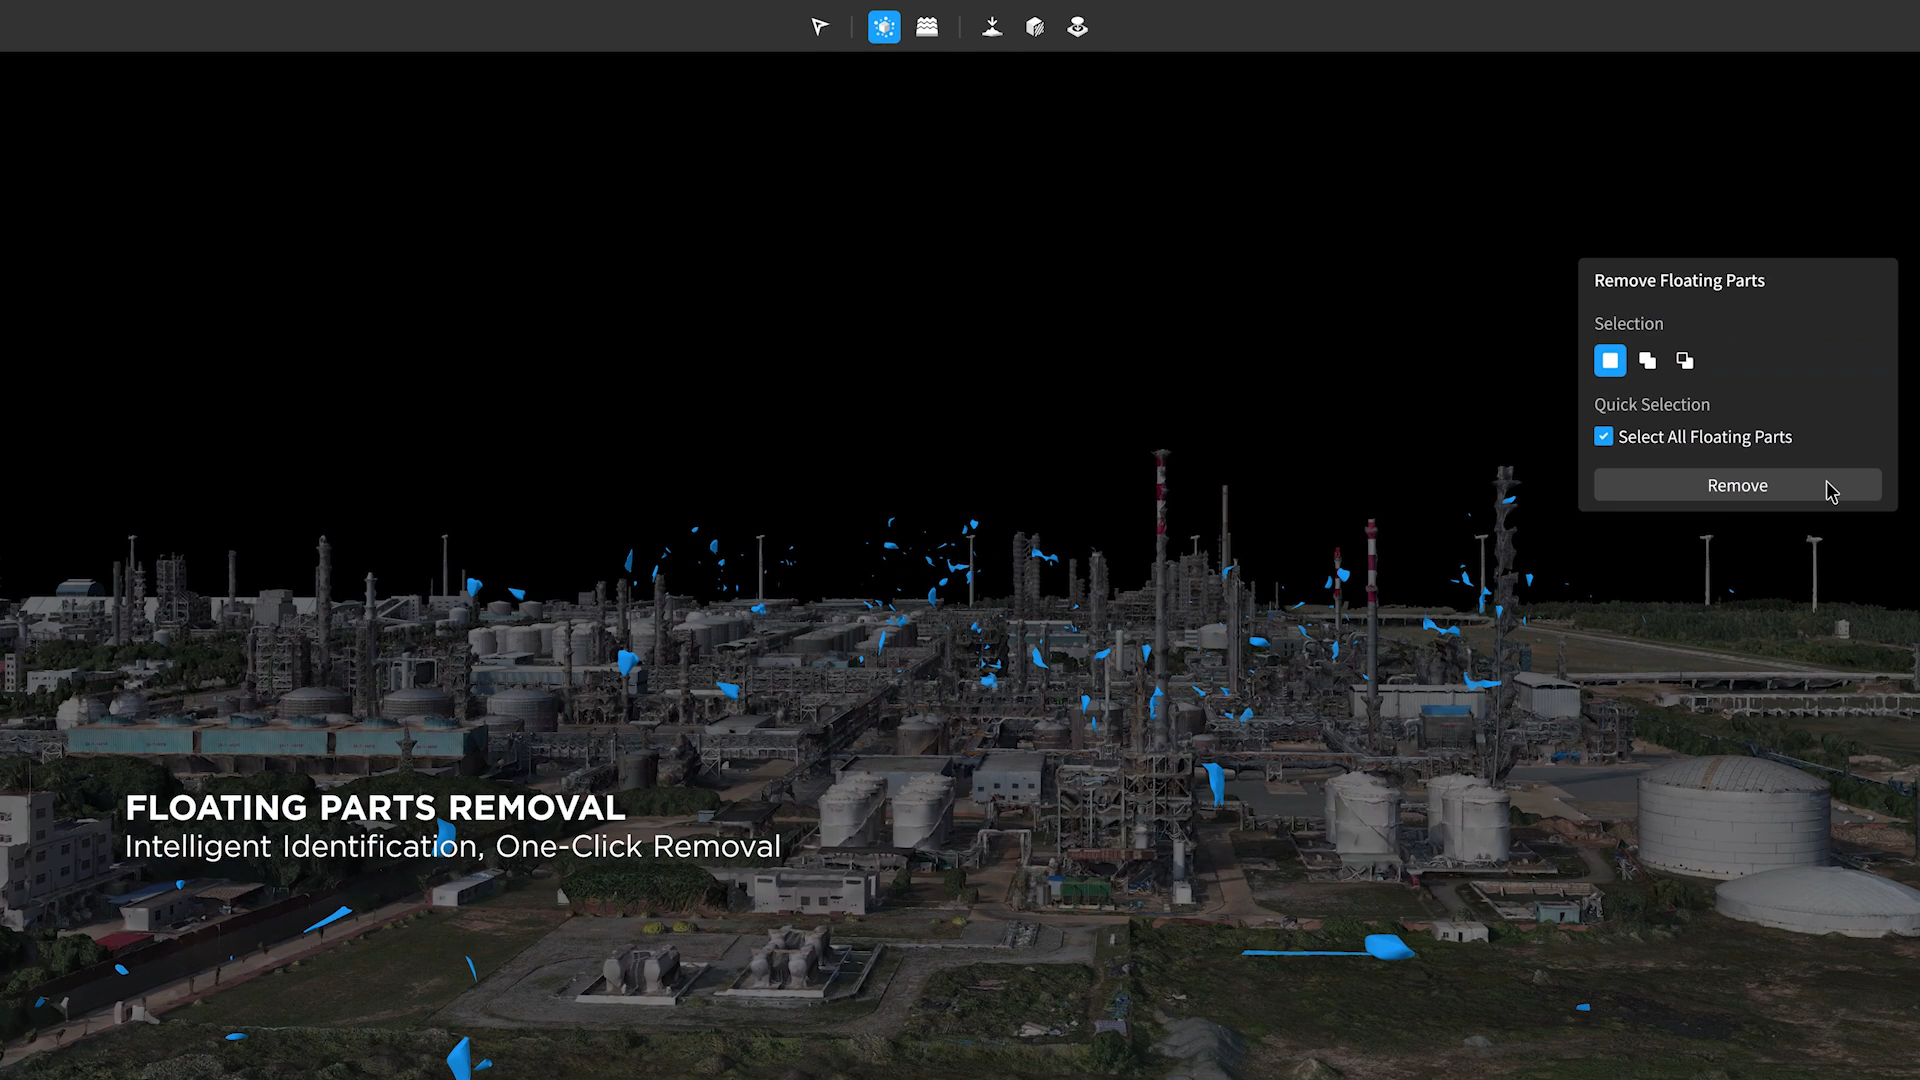 Remove Floating Parts
Selection
Quick Selection
Select All Floating Parts
Remove
FLOATING PARTS REMOVAL
Intelligent Identification, One-Click Removal